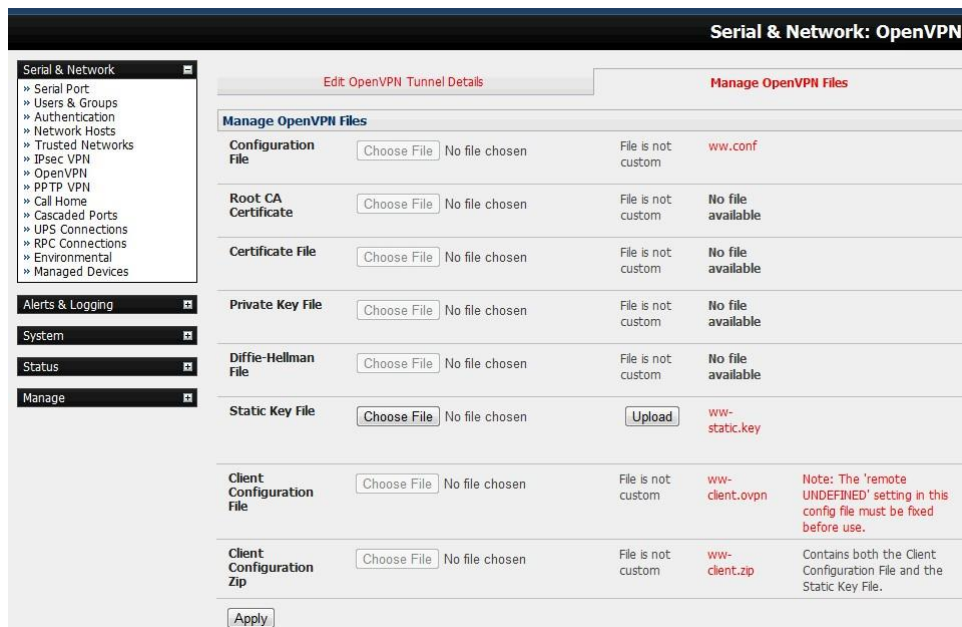 Serial & Network: OpenVPN
Serial & Network
» Serial Port
» Users & Groups
» Authentication
» Network Hosts
» Trusted Networks
» IPsec VPN
» OpenVPN
» PPTP VPN
» Call Home
» Cascaded Ports
» UPS Connections
» RPC Connections
» Environmental
» Managed Devices
Alerts & Logging
System
Status
Manage
Edit OpenVPN Tunnel Details
Manage OpenVPN Files
Manage OpenVPN Files
Configuration
File
Choose File No file chosen
File is not
custom
ww.conf
Root CA
Certificate
Choose File No file chosen
File is not
custom
No file
available
Certificate File
Choose File No file chosen
File is not
custom
No file
available
Private Key File
Choose File No file chosen
File is not
custom
No file
available
Diffie-Hellman
File
Choose File No file chosen
File is not
custom
No file
available
Static Key File
Choose File No file chosen
Upload
ww-
static.key
Client
Configuration
File
Choose File No file chosen
File is not
custom
ww-
client.ovpn
Note: The 'remote
UNDEFINED' setting in this
config file must be fixed
before use.
Client
Configuration
Zip
Choose File No file chosen
File is not
custom
ww-
client.zip
Contains both the Client
Configuration File and the
Static Key File.
Apply